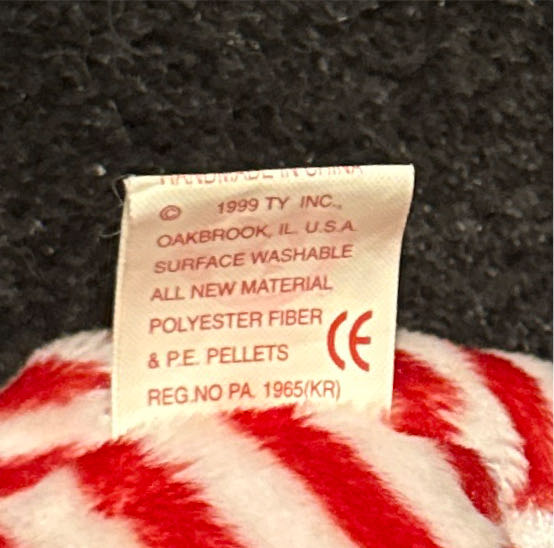 HANDMADE IN CHINA
© 1999 TY INC.,
OAKBROOK, IL. U.S.A.
SURFACE WASHABLE
ALL NEW MATERIAL
POLYESTER FIBER
& P.E. PELLETS
CE
REG.NO PA. 1965(KR)